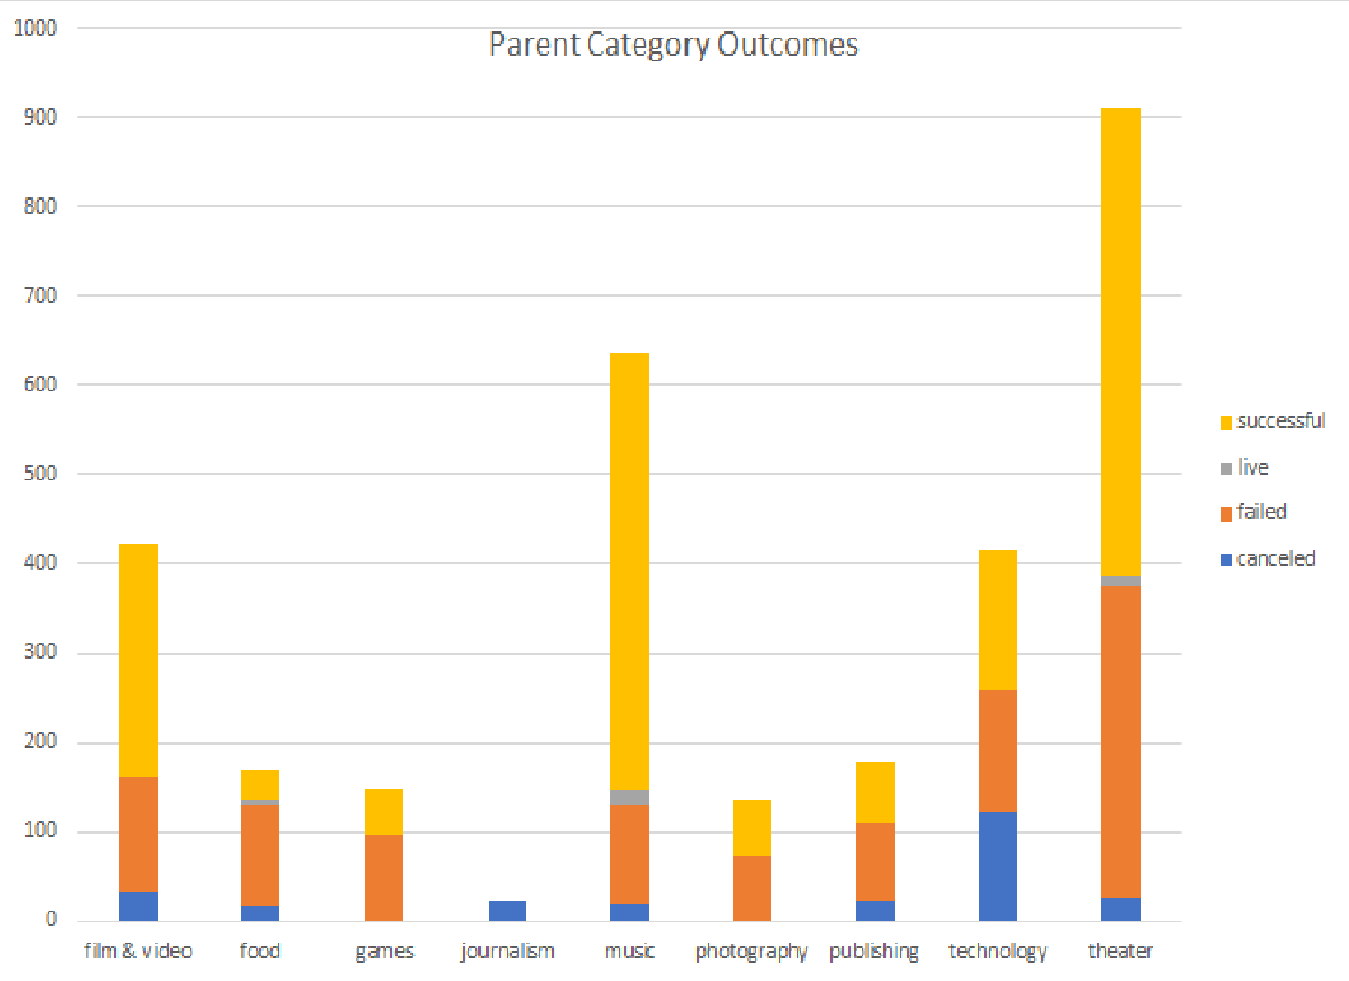 Parent Category Outcomes
1000
900
800
700
600
500
400
300
200
100
0
film & video
food
games
journalism
music
photography
publishing
technology
theater
successful
live
failed
canceled